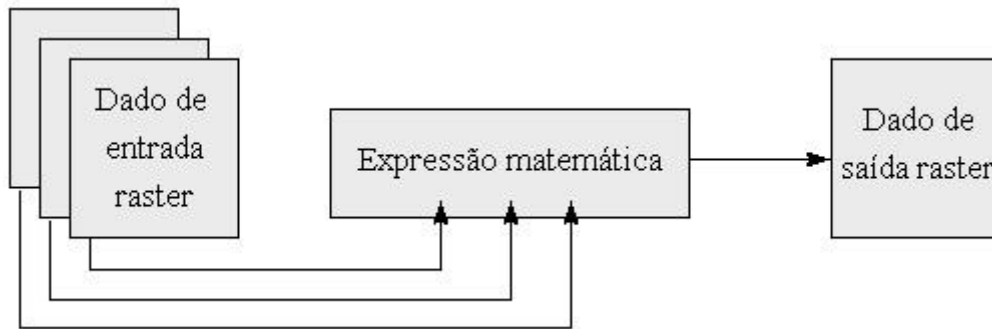 Dado de
entrada
raster
Expressão matemática
Dado de
saída raster